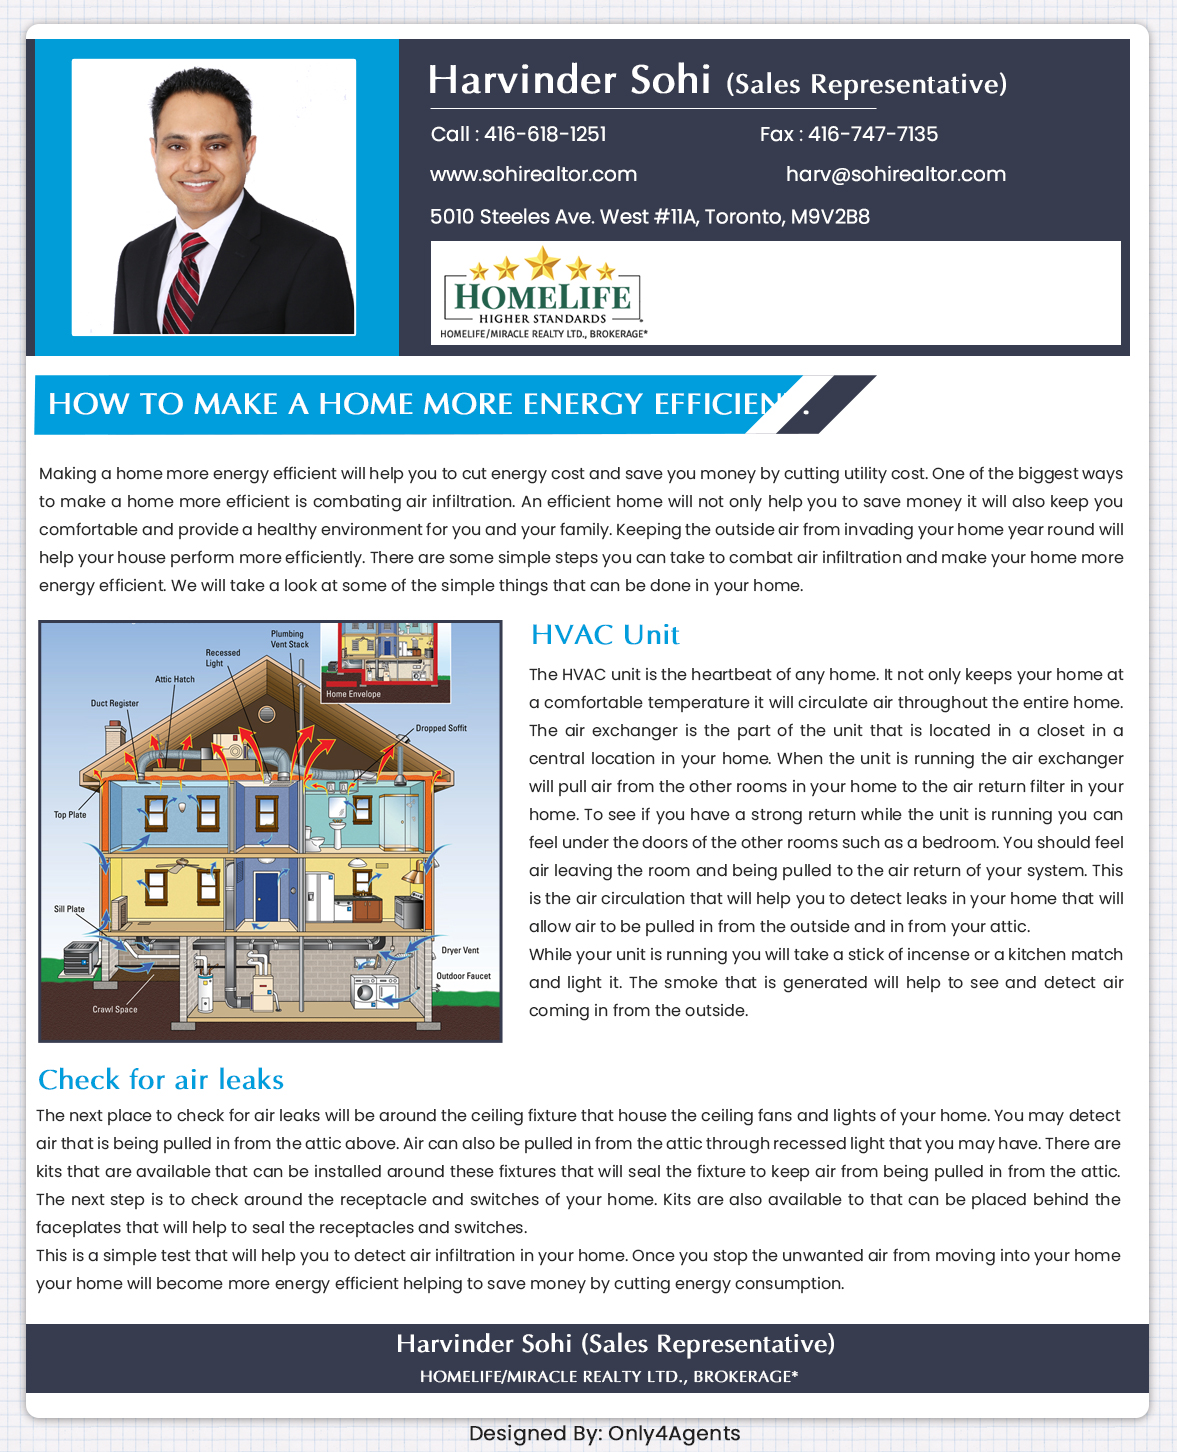 Harvinder Sohi (Sales Representative)
Call : 416-618-1251 Fax : 416-747-7135
www.sohirealtor.com harv@sohirealtor.com
5010 Steeles Ave. West #11A, Toronto, M9V2B8
HOMELIFE
HIGHER STANDARDS
HOMELIFE/MIRACLE REALTY LTD., BROKERAGE*
HOW TO MAKE A HOME MORE ENERGY EFFICIENT.
Making a home more energy efficient will help you to cut energy cost and save you money by cutting utility cost. One of the biggest ways
to make a home more efficient is combating air infiltration. An efficient home will not only help you to save money it will also keep you
comfortable and provide a healthy environment for you and your family. Keeping the outside air from invading your home year round will
help your house perform more efficiently. There are some simple steps you can take to combat air infiltration and make your home more
energy efficient. We will take a look at some of the simple things that can be done in your home.
Plumbing
Vent Stack
Recessed
Light
Attic Hatch
Duct Register
Home Envelope
Dropped Soffit
Top Plate
Sill Plate
Dryer Vent
Outdoor Faucet
Crawl Space
HVAC Unit
The HVAC unit is the heartbeat of any home. It not only keeps your home at
a comfortable temperature it will circulate air throughout the entire home.
The air exchanger is the part of the unit that is located in a closet in a
central location in your home. When the unit is running the air exchanger
will pull air from the other rooms in your home to the air return filter in your
home. To see if you have a strong return while the unit is running you can
feel under the doors of the other rooms such as a bedroom. You should feel
air leaving the room and being pulled to the air return of your system. This
is the air circulation that will help you to detect leaks in your home that will
allow air to be pulled in from the outside and in from your attic.
While your unit is running you will take a stick of incense or a kitchen match
and light it. The smoke that is generated will help to see and detect air
coming in from the outside.
Check for air leaks
The next place to check for air leaks will be around the ceiling fixture that house the ceiling fans and lights of your home. You may detect
air that is being pulled in from the attic above. Air can also be pulled in from the attic through recessed light that you may have. There are
kits that are available that can be installed around these fixtures that will seal the fixture to keep air from being pulled in from the attic.
The next step is to check around the receptacle and switches of your home. Kits are also available to that can be placed behind the
faceplates that will help to seal the receptacles and switches.
This is a simple test that will help you to detect air infiltration in your home. Once you stop the unwanted air from moving into your home
your home will become more energy efficient helping to save money by cutting energy consumption.
Harvinder Sohi (Sales Representative)
HOMELIFE/MIRACLE REALTY LTD., BROKERAGE*
Designed By: Only4Agents